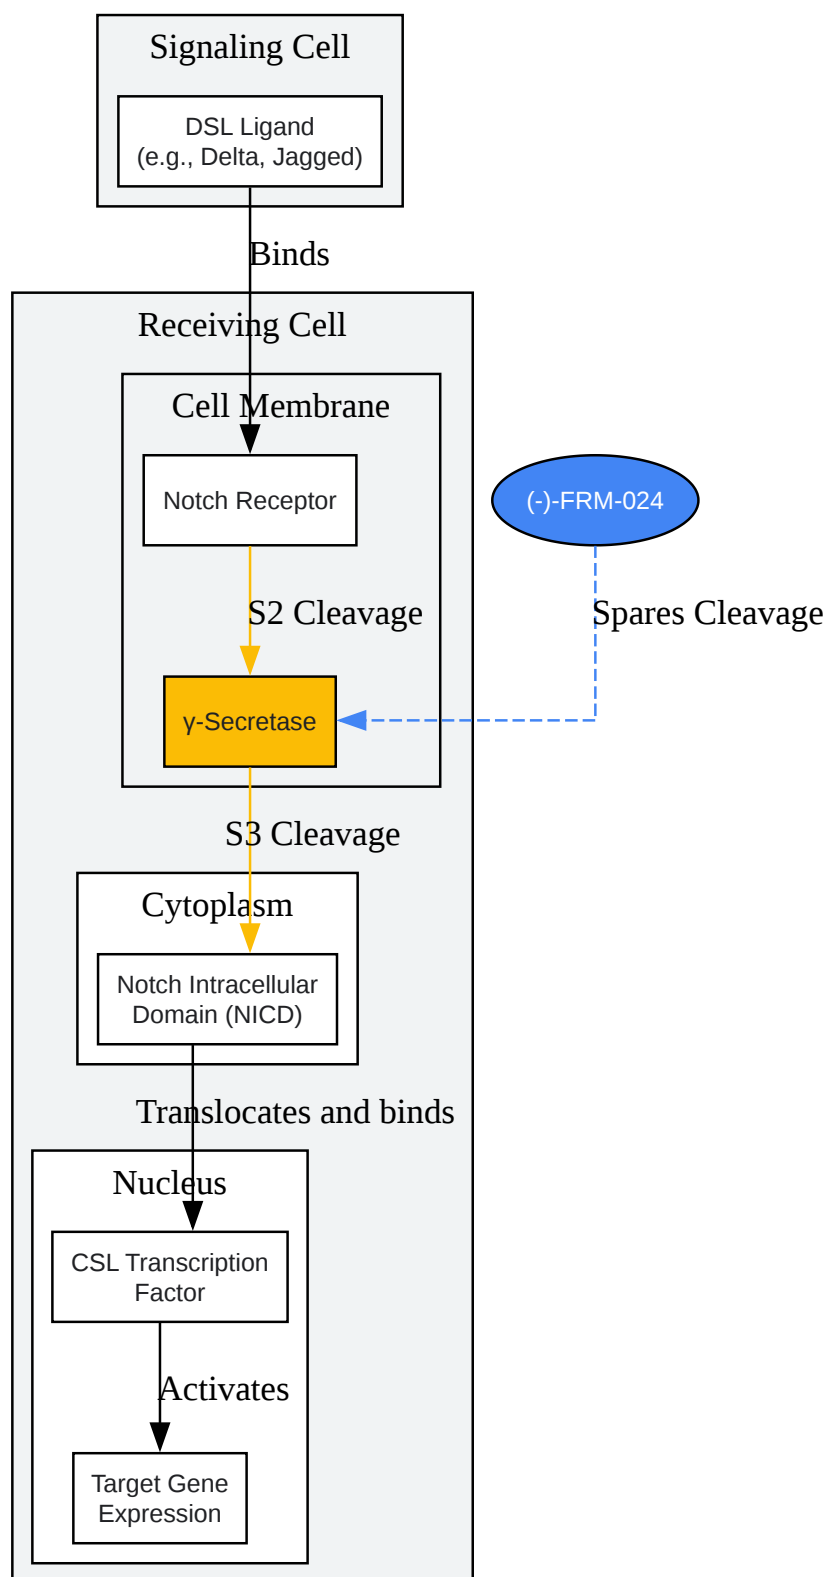 Signaling Cell
DSL Ligand
(e.g., Delta, Jagged)
Binds
Receiving Cell
Cell Membrane
Notch Receptor
(-)-FRM-024
S2 Cleavage
Spares Cleavage
γ-Secretase
S3 Cleavage
Cytoplasm
Notch Intracellular
Domain (NICD)
Translocates and binds
Nucleus
CSL Transcription
Factor
Activates
Target Gene
Expression